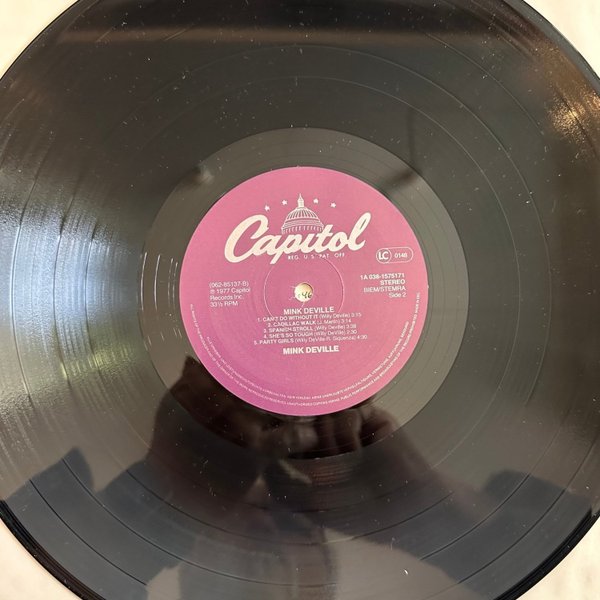 Capitol
REG. U.S. PAT. OFF.
LC 0148
(062-85137-B)
℗ 1977 Capitol
Records Inc.
33⅓ RPM
1A 038-1575171
STEREO
BIEM/STEMRA
Side 2
MINK DEVILLE
1. CAN'T DO WITHOUT IT (Willy Deville) 3:15
2. CADILLAC WALK (J. Martin) 3:14
3. SPANISH STROLL (Willy DeVille) 3:38
4. SHE'S SO TOUGH (Willy DeVille) 2:30
5. PARTY GIRLS (Willy DeVille R. Siquenza) 4:30
MINK DEVILLE